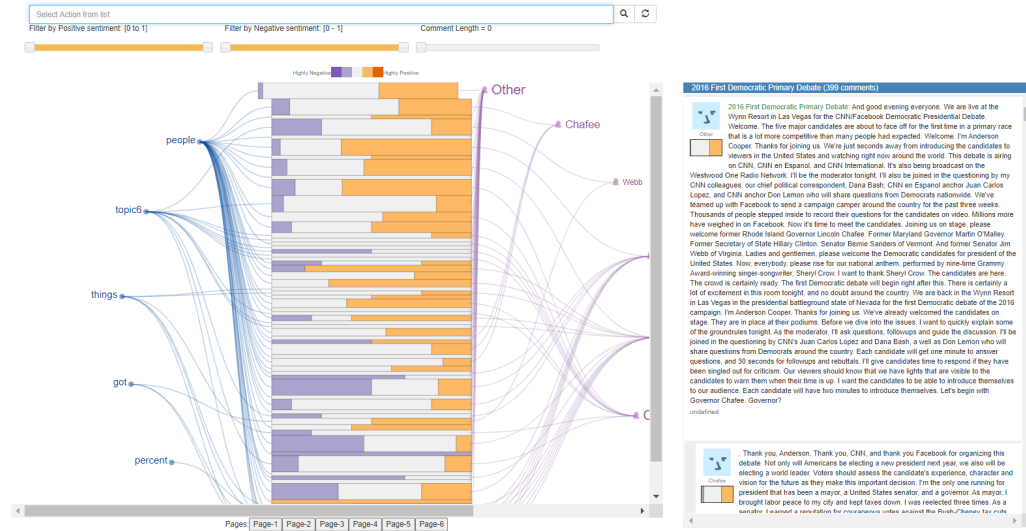 Select Action from list
Filter by Positive sentiment: [0 to 1]
Filter by Negative sentiment: [0 - 1]
Comment Length = 0
Highly Negative
Highly Positive
people
topic6
things
got
percent
Other
Chafee
Webb
C
Pages: Page-1 Page-2 Page-3 Page-4 Page-5 Page-6
2016 First Democratic Primary Debate (399 comments)
Other
2016 First Democratic Primary Debate: And good evening everyone. We are live at the
Wynn Resort in Las Vegas for the CNN/Facebook Democratic Presidential Debate.
Welcome. The five major candidates are about to face off for the first time in a primary race
that is a lot more competitive than many people had expected. Welcome. I'm Anderson
Cooper. Thanks for joining us. We're just seconds away from introducing the candidates to
viewers in the United States and watching right now around the world. This debate is airing
on CNN, CNN en Espanol, and CNN International. It's also being broadcast on the
Westwood One Radio Network. I'll be the moderator tonight. I'll also be joined in the questioning by my
CNN colleagues, our chief political correspondent, Dana Bash; CNN en Espanol anchor Juan Carlos
Lopez, and CNN anchor Don Lemon who will share questions from Democrats nationwide. We've
teamed up with Facebook to send a campaign camper around the country for the past three weeks.
Thousands of people stepped inside to record their questions for the candidates on video. Millions more
have weighed in on Facebook. Now it's time to meet the candidates. Joining us on stage, please
welcome former Rhode Island Governor Lincoln Chafee. Former Maryland Governor Martin O'Malley.
Former Secretary of State Hillary Clinton. Senator Bernie Sanders of Vermont. And former Senator Jim
Webb of Virginia. Ladies and gentlemen, please welcome the Democratic candidates for president of the
United States. Now, everybody, please rise for our national anthem, performed by nine-time Grammy
Award-winning singer-songwriter, Sheryl Crow. I want to thank Sheryl Crow. The candidates are here.
The crowd is certainly ready. The first Democratic debate will begin right after this. There is certainly a
lot of excitement in this room tonight, and no doubt around the country. We are back in the Wynn Resort
in Las Vegas in the presidential battleground state of Nevada for the first Democratic debate of the 2016
campaign. I'm Anderson Cooper. Thanks for joining us. We've already welcomed the candidates on
stage. They are in place at their podiums. Before we dive into the issues, I want to quickly explain some
of the groundrules tonight. As the moderator, I'll ask questions, followups and guide the discussion. I'll be
joined in the questioning by CNN's Juan Carlos Lopez and Dana Bash, a well as Don Lemon who will
share questions from Democrats around the country. Each candidate will get one minute to answer
questions, and 30 seconds for followups and rebuttals. I'll give candidates time to respond if they have
been singled out for criticism. Our viewers should know that we have lights that are visible to the
candidates to warn them when their time is up. I want the candidates to be able to introduce themselves
to our audience. Each candidate will have two minutes to introduce themselves. Let's begin with
Governor Chafee. Governor?
undefined
Chafee
: Thank you, Anderson. Thank you, CNN, and thank you Facebook for organizing this
debate. Not only will Americans be electing a new president next year, we also will be
electing a world leader. Voters should assess the candidate's experience, character and
vision for the future as they make this important decision. I'm the only one running for
president that has been a mayor, a United States senator, and a governor. As mayor, I
brought labor peace to my city and kept taxes down. I was reelected three times. As a
senator, I earned a reputation for courageous votes against the Bush-Cheney tax cuts